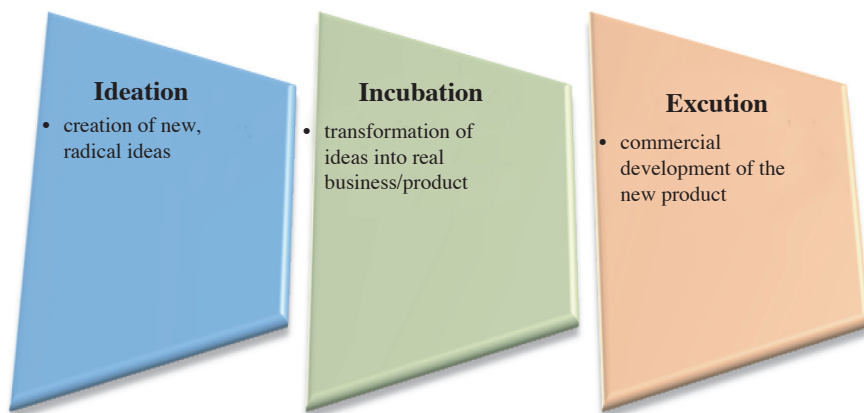 Ideation
• creation of new,
radical ideas
Incubation
• transformation of
ideas into real
business/product
Excution
• commercial
development of the
new product